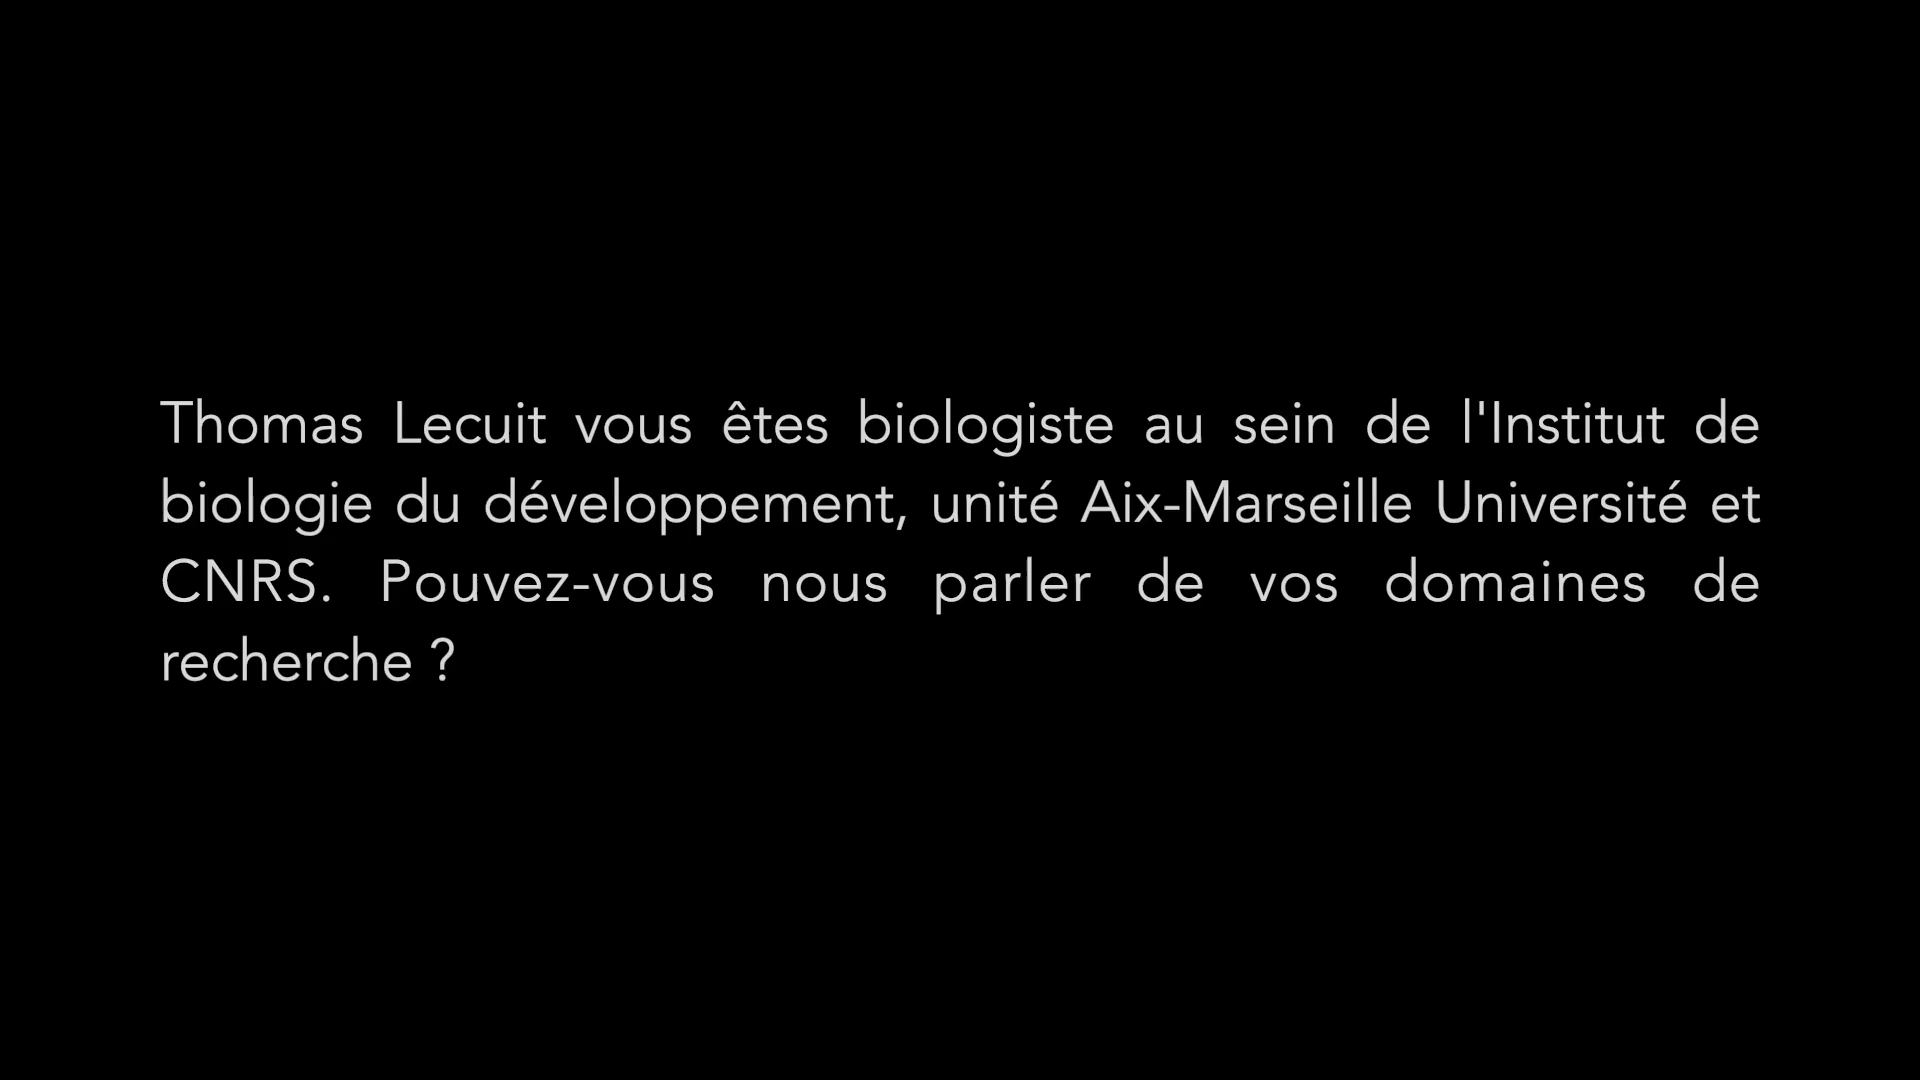 Thomas Lecuit vous êtes biologiste au sein de l'Institut de
biologie du développement, unité Aix-Marseille Université et
CNRS. Pouvez-vous nous parler de vos domaines de
recherche ?